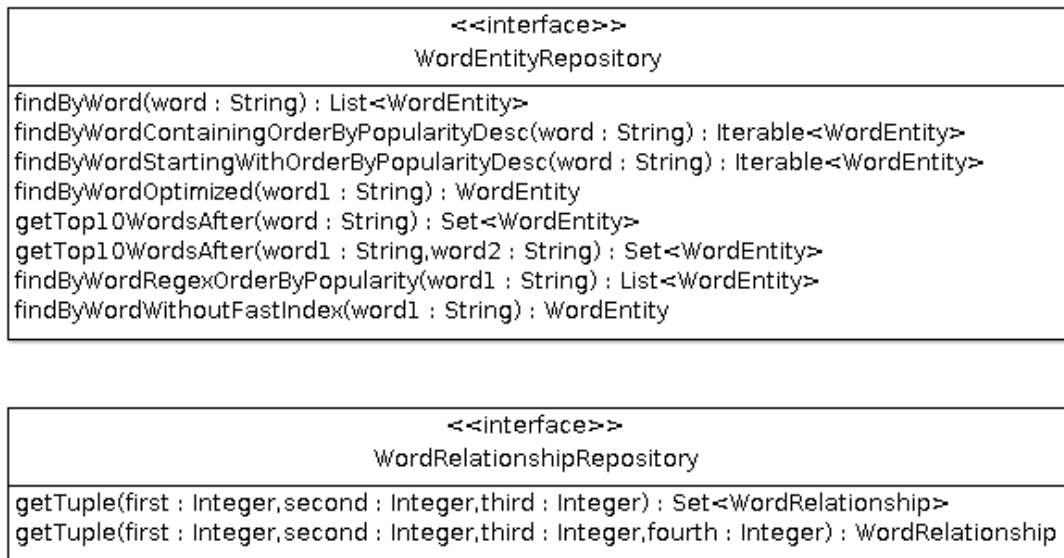 <<interface>>
WordEntityRepository
findByWord(word : String) : List<WordEntity>
findByWordContainingOrderByPopularityDesc(word : String) : Iterable<WordEntity>
findByWordStartingWithOrderByPopularityDesc(word : String) : Iterable<WordEntity>
findByWordOptimized(word1 : String) : WordEntity
getTop10WordsAfter(word : String) : Set<WordEntity>
getTop10WordsAfter(word1 : String,word2 : String) : Set<WordEntity>
findByWordRegexOrderByPopularity(word1 : String) : List<WordEntity>
findByWordWithoutFastIndex(word1 : String) : WordEntity
<<interface>>
WordRelationshipRepository
getTuple(first : Integer,second : Integer,third : Integer) : Set<WordRelationship>
getTuple(first : Integer,second : Integer,third : Integer,fourth : Integer) : WordRelationship